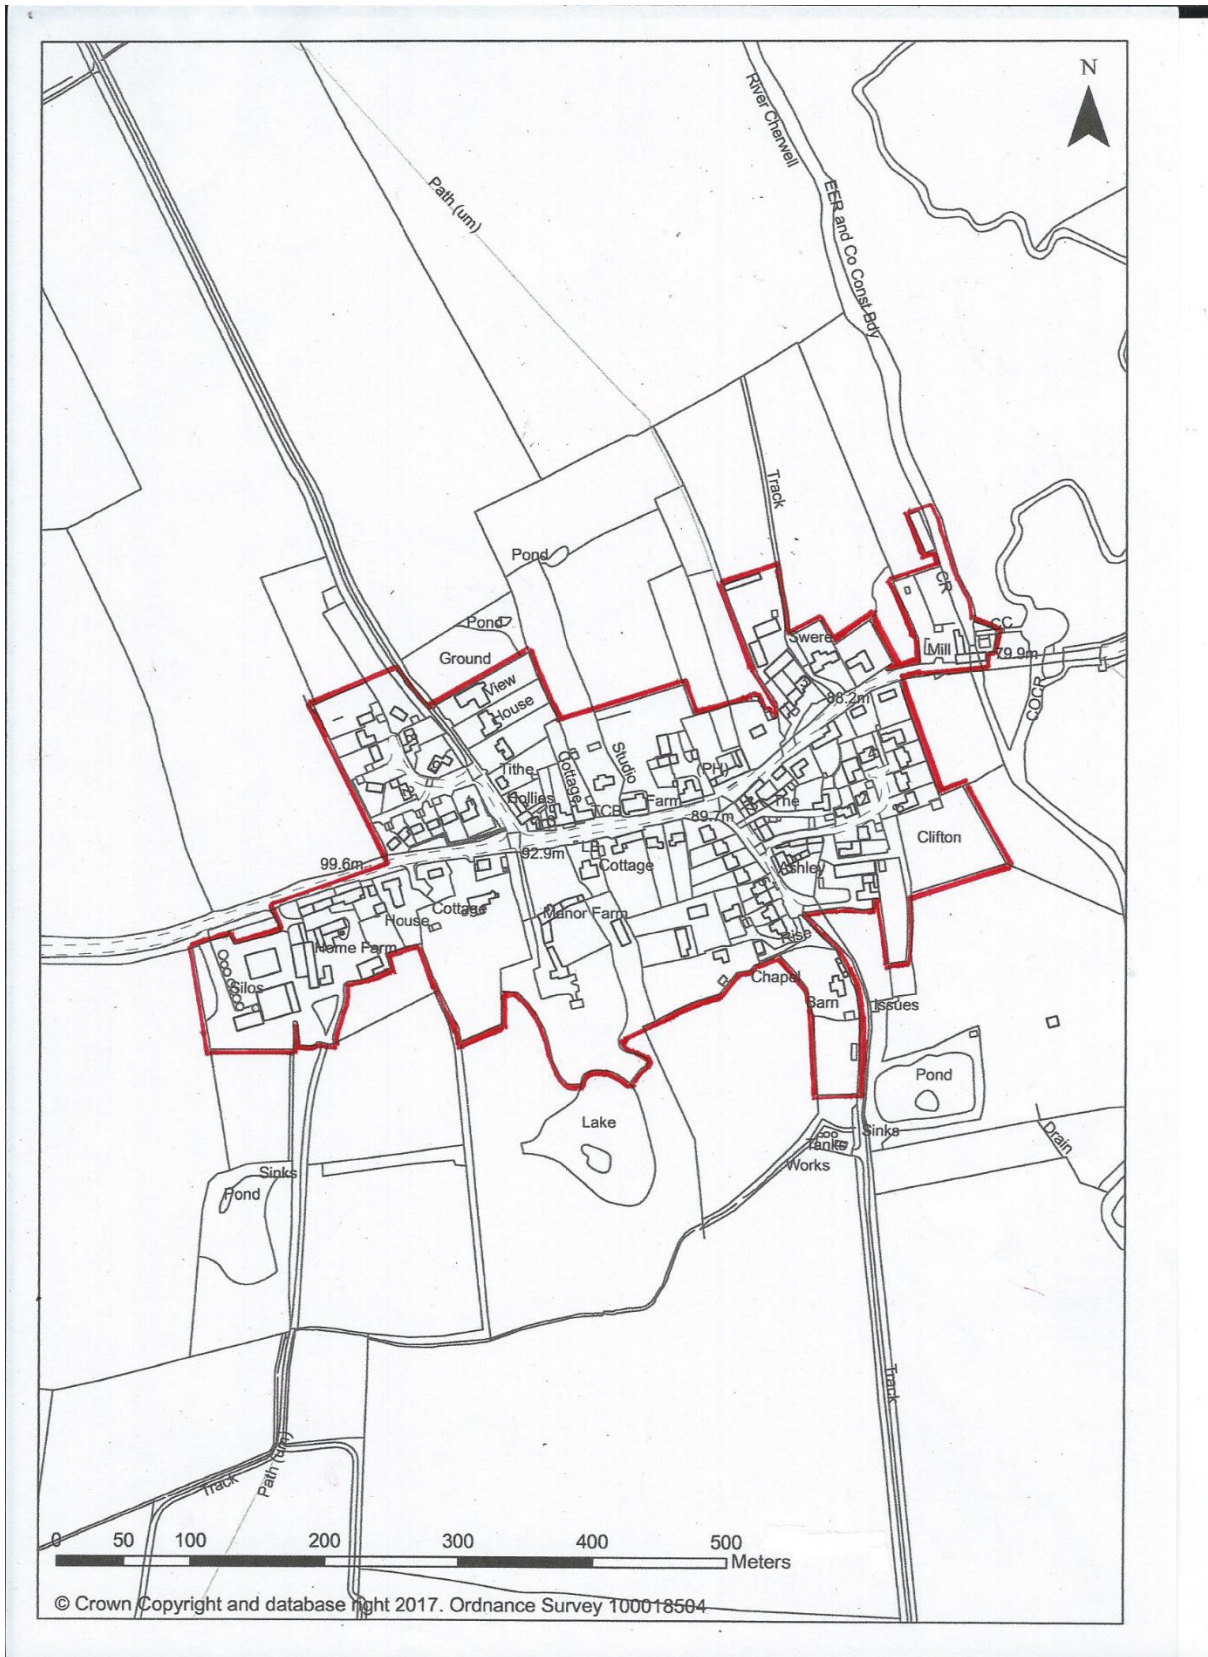 N
River Cherwell
EER and Co Const Bdy
Path (um)
Track
Pond
Pond
Ground
View
House
Swere
CR
CC
Mill
79.9m
COCR
88.2m
Tithe
Hollies
Cottage
Studio
(PH)
TCB
Farm
The
4
2
89.7m
Clifton
99.6m
92.9m
LB
Cottage
Ashley
House
Cottage
Manor Farm
Rise
Home Farm
Silos
Chapel
Barn
Issues
Pond
Lake
Sinks
Tanks
Works
Drain
Sinks
Pond
Track
Track
Path (um)
0 50 100 200 300 400 500
Meters
© Crown Copyright and database right 2017. Ordnance Survey 100018504